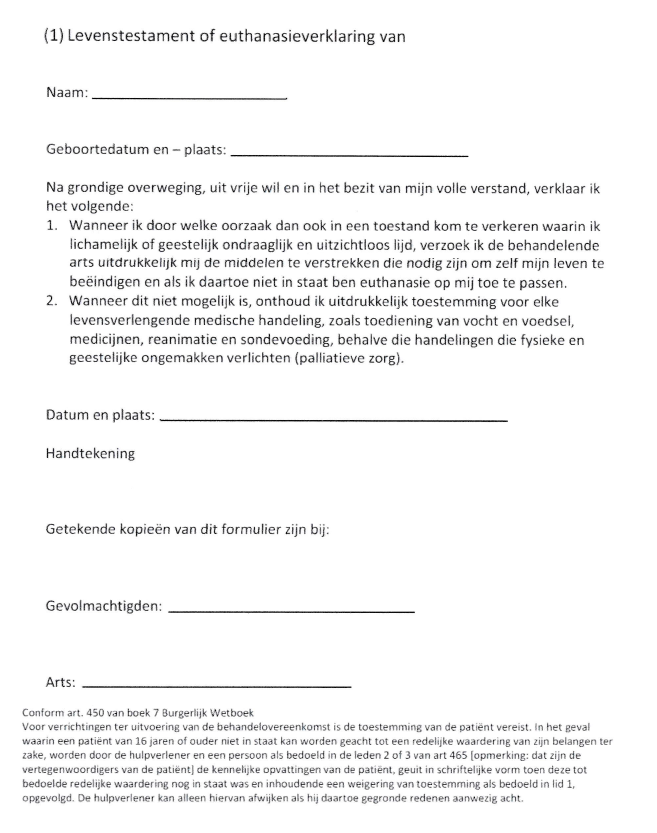 (1) Levenstestament of euthanasieverklaring van
Naam:
Geboortedatum en – plaats:
Na grondige overweging, uit vrije wil en in het bezit van mijn volle verstand, verklaar ik
het volgende:
1. Wanneer ik door welke oorzaak dan ook in een toestand kom te verkeren waarin ik
lichamelijk of geestelijk ondraaglijk en uitzichtloos lijd, verzoek ik de behandelende
arts uitdrukkelijk mij de middelen te verstrekken die nodig zijn om zelf mijn leven te
beëindigen en als ik daartoe niet in staat ben euthanasie op mij toe te passen.
2. Wanneer dit niet mogelijk is, onthoud ik uitdrukkelijk toestemming voor elke
levensverlengende medische handeling, zoals toediening van vocht en voedsel,
medicijnen, reanimatie en sondevoeding, behalve die handelingen die fysieke en
geestelijke ongemakken verlichten (palliatieve zorg).
Datum en plaats:
Handtekening
Getekende kopieën van dit formulier zijn bij:
Gevolmachtigden:
Arts:
Conform art. 450 van boek 7 Burgerlijk Wetboek
Voor verrichtingen ter uitvoering van de behandelovereenkomst is de toestemming van de patiënt vereist. In het geval
waarin een patiënt van 16 jaren of ouder niet in staat kan worden geacht tot een redelijke waardering van zijn belangen ter
zake, worden door de hulpverlener en een persoon als bedoeld in de leden 2 of 3 van art 465 [opmerking: dat zijn de
vertegenwoordigers van de patiënt] de kennelijke opvattingen van de patiënt, geuit in schriftelijke vorm toen deze tot
bedoelde redelijke waardering nog in staat was en inhoudende een weigering van toestemming als bedoeld in lid 1,
opgevolgd. De hulpverlener kan alleen hiervan afwijken als hij daartoe gegronde redenen aanwezig acht.